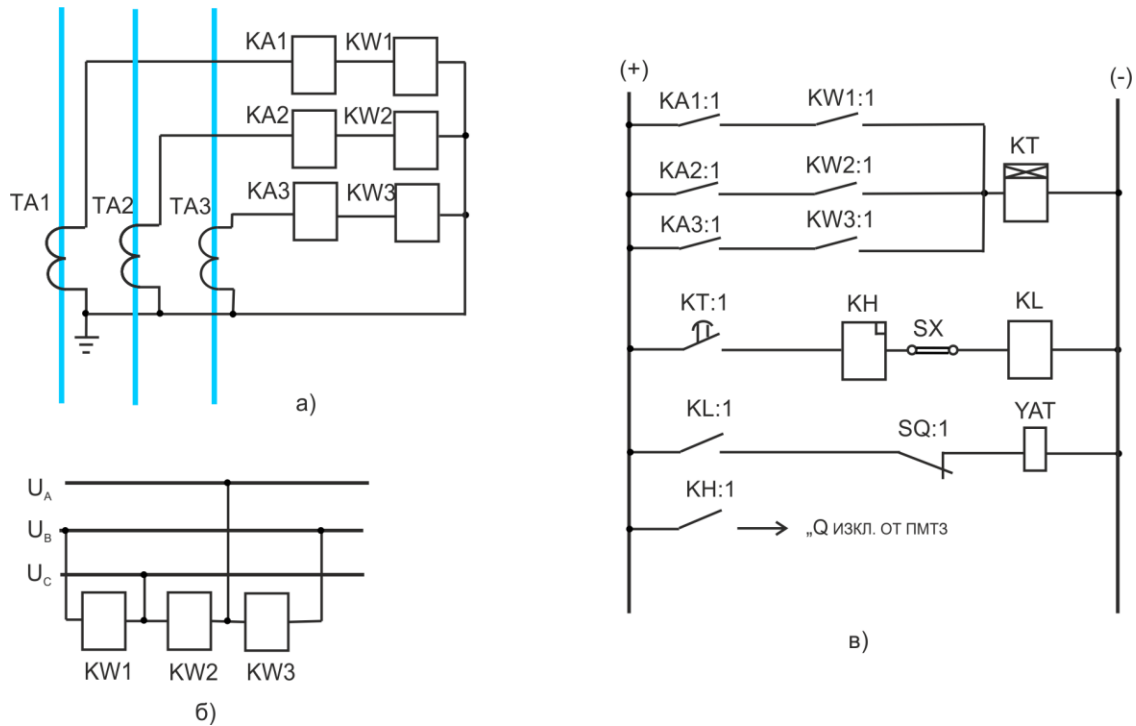 KA1 KW1
KA2 KW2
KA3 KW3
TA1 TA2 TA3
а)
U_A
U_B
U_C
KW1 KW2 KW3
б)
(+) (-)
KA1:1 KW1:1
KT
KA2:1 KW2:1
KA3:1 KW3:1
KT:1 KH SX KL
KL:1 SQ:1 YAT
KH:1
„Q ИЗКЛ. ОТ ПМТЗ
в)